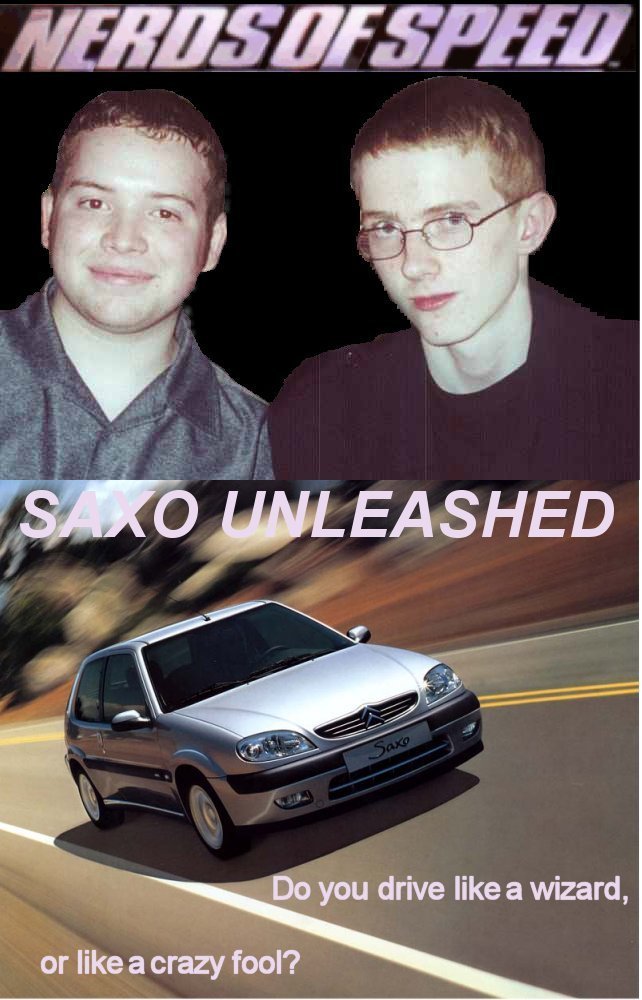 NERDS OF SPEED
SAXO UNLEASHED
Saxo
Do you drive like a wizard,
or like a crazy fool?